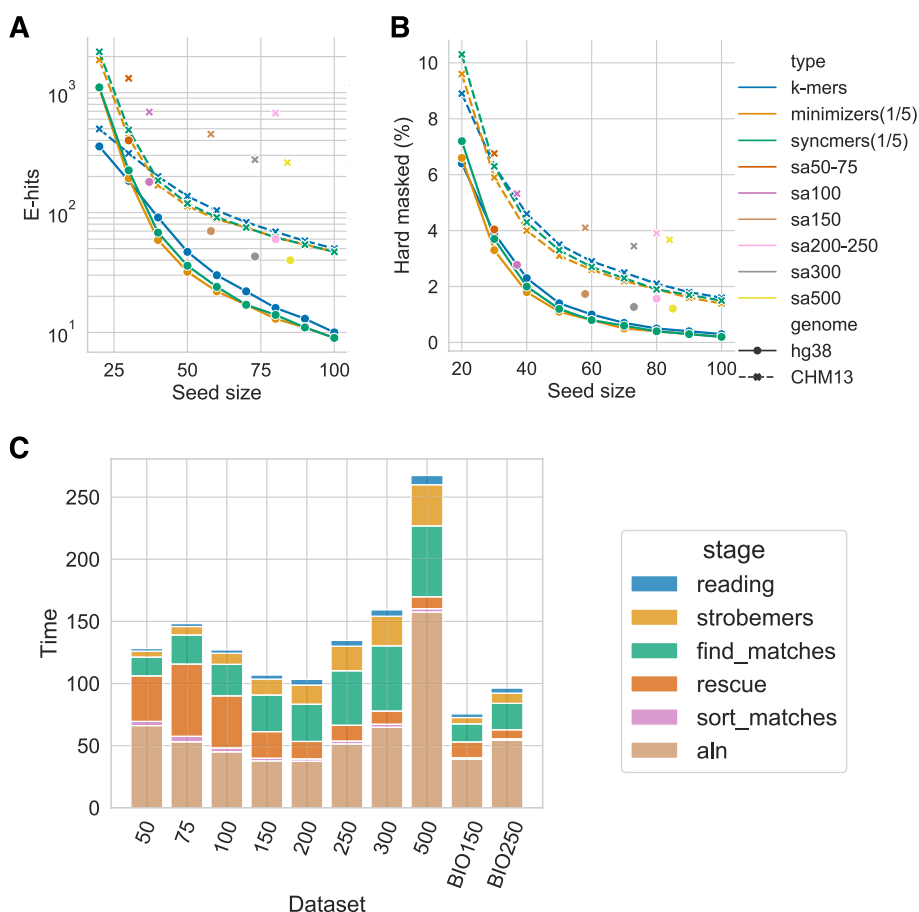 A
B
E-hits
10³
10²
10¹
25
50
75
100
Seed size
Hard masked (%)
10
8
6
4
2
0
20
40
60
80
100
Seed size
type
k-mers
minimizers(1/5)
syncmers(1/5)
sa50-75
sa100
sa150
sa200-250
sa300
sa500
genome
hg38
CHM13
C
Time
250
200
150
100
50
0
50
75
100
150
200
250
300
500
BIO150
BIO250
Dataset
stage
reading
strobemers
find_matches
rescue
sort_matches
aln